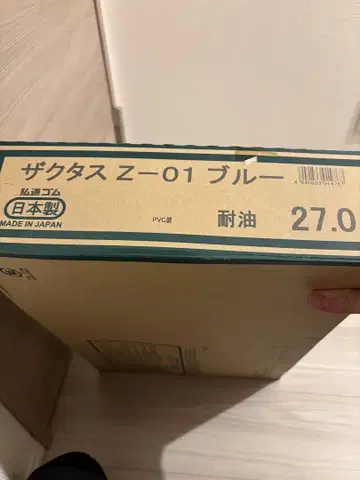 ザクタス Z-01 ブルー
弘進ゴム
日本製
MADE IN JAPAN
PVC製
耐油
27.0